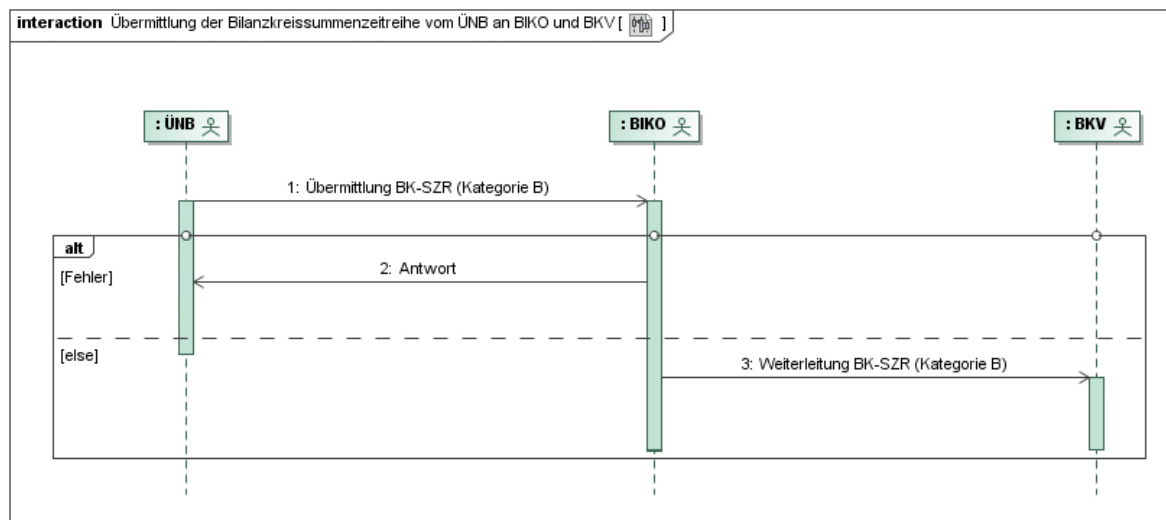 interaction Übermittlung der Bilanzkreissummenzeitreihe vom ÜNB an BIKO und BKV [ ]
: ÜNB
: BIKO
: BKV
1: Übermittlung BK-SZR (Kategorie B)
alt
[Fehler]
2: Antwort
[else]
3: Weiterleitung BK-SZR (Kategorie B)